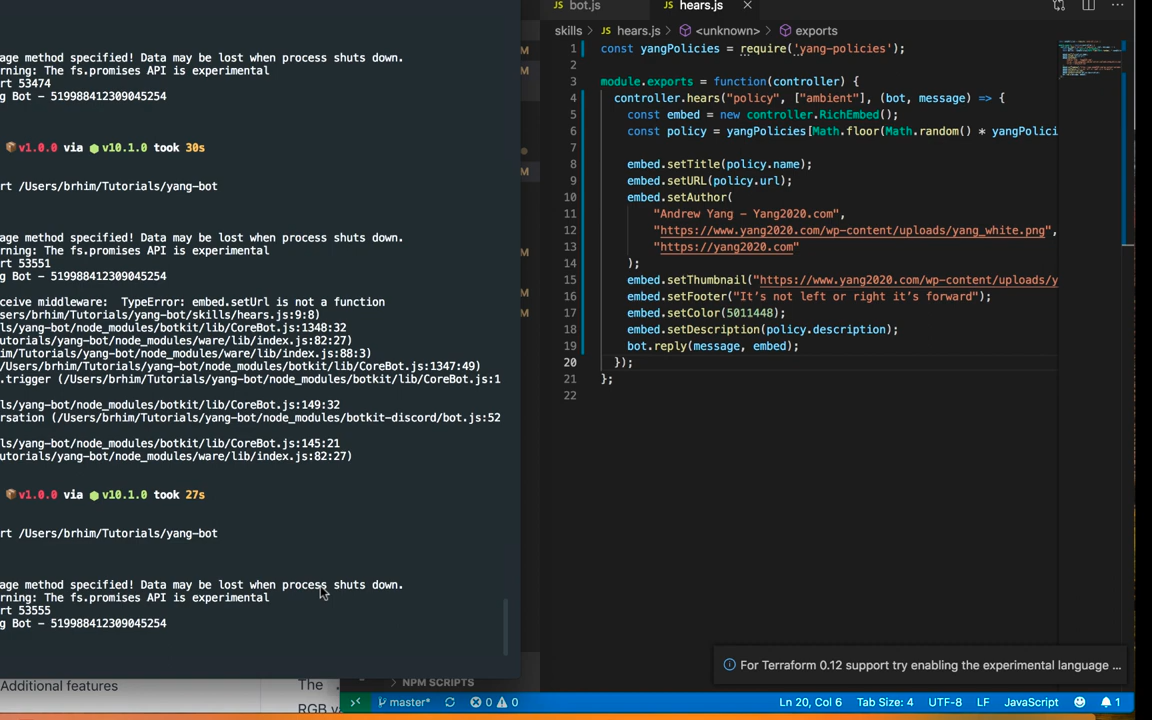 age method specified! Data may be lost when process shuts down.
rning: The fs.promises API is experimental
rt 53474
g Bot - 519988412309045254
v1.0.0 via v10.1.0 took 30s
rt /Users/brhim/Tutorials/yang-bot
age method specified! Data may be lost when process shuts down.
rning: The fs.promises API is experimental
rt 53551
g Bot - 519988412309045254
ceive middleware:  TypeError: embed.setUrl is not a function
sers/brhim/Tutorials/yang-bot/skills/hears.js:9:8)
ls/yang-bot/node_modules/botkit/lib/CoreBot.js:1348:32
utorials/yang-bot/node_modules/ware/lib/index.js:82:27)
im/Tutorials/yang-bot/node_modules/ware/lib/index.js:88:3)
/Users/brhim/Tutorials/yang-bot/node_modules/botkit/lib/CoreBot.js:1347:49)
.trigger (/Users/brhim/Tutorials/yang-bot/node_modules/botkit/lib/CoreBot.js:1
ls/yang-bot/node_modules/botkit/lib/CoreBot.js:149:32
rsation (/Users/brhim/Tutorials/yang-bot/node_modules/botkit-discord/bot.js:52
ls/yang-bot/node_modules/botkit/lib/CoreBot.js:145:21
utorials/yang-bot/node_modules/ware/lib/index.js:82:27)
v1.0.0 via v10.1.0 took 27s
rt /Users/brhim/Tutorials/yang-bot
age method specified! Data may be lost when process shuts down.
rning: The fs.promises API is experimental
rt 53555
g Bot - 519988412309045254
Additional features
The
RGB
M
M
M
M
M
M
bot.js
JS hears.js
skills > JS hears.js > <unknown> > exports
1 const yangPolicies = require('yang-policies');
2
3 module.exports = function(controller) {
4 controller.hears("policy", ["ambient"], (bot, message) => {
5 const embed = new controller.RichEmbed();
6 const policy = yangPolicies[Math.floor(Math.random() * yangPolici
7
8 embed.setTitle(policy.name);
9 embed.setURL(policy.url);
10 embed.setAuthor(
11 "Andrew Yang - Yang2020.com",
12 "https://www.yang2020.com/wp-content/uploads/yang_white.png",
13 "https://yang2020.com"
14 );
15 embed.setThumbnail("https://www.yang2020.com/wp-content/uploads/y
16 embed.setFooter("It’s not left or right it’s forward");
17 embed.setColor(5011448);
18 embed.setDescription(policy.description);
19 bot.reply(message, embed);
20 });
21 };
22
For Terraform 0.12 support try enabling the experimental language ...
NPM SCRIPTS
master* 0 0 Ln 20, Col 6 Tab Size: 4 UTF-8 LF JavaScript 1